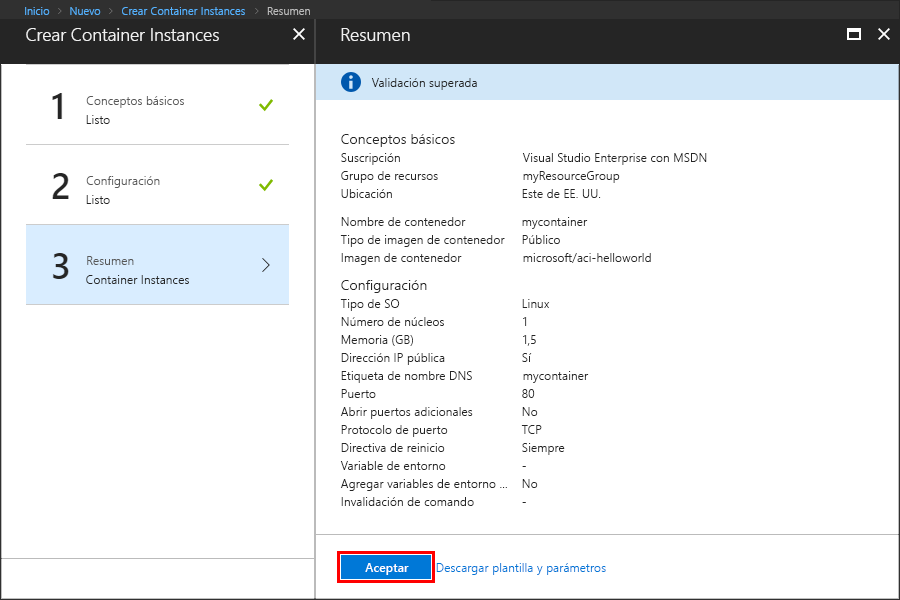 Inicio > Nuevo > Crear Container Instances > Resumen
Crear Container Instances
1
Conceptos básicos
Listo
2
Configuración
Listo
3
Resumen
Container Instances
Resumen
Validación superada
Conceptos básicos
Suscripción Visual Studio Enterprise con MSDN
Grupo de recursos myResourceGroup
Ubicación Este de EE. UU.
Nombre de contenedor mycontainer
Tipo de imagen de contenedor Público
Imagen de contenedor microsoft/aci-helloworld
Configuración
Tipo de SO Linux
Número de núcleos 1
Memoria (GB) 1,5
Dirección IP pública Sí
Etiqueta de nombre DNS mycontainer
Puerto 80
Abrir puertos adicionales No
Protocolo de puerto TCP
Directiva de reinicio Siempre
Variable de entorno -
Agregar variables de entorno ... No
Invalidación de comando -
Aceptar Descargar plantilla y parámetros